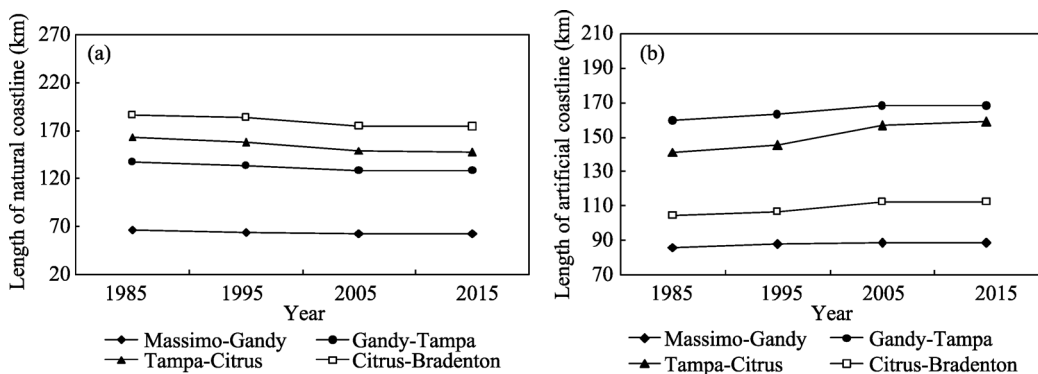 Length of natural coastline (km)
(a)
270
220
170
120
70
20
1985 1995 2005 2015
Year
Massimo-Gandy Gandy-Tampa
Tampa-Citrus Citrus-Bradenton
Length of artificial coastline (km)
(b)
210
190
170
150
130
110
90
70
1985 1995 2005 2015
Year
Massimo-Gandy Gandy-Tampa
Tampa-Citrus Citrus-Bradenton